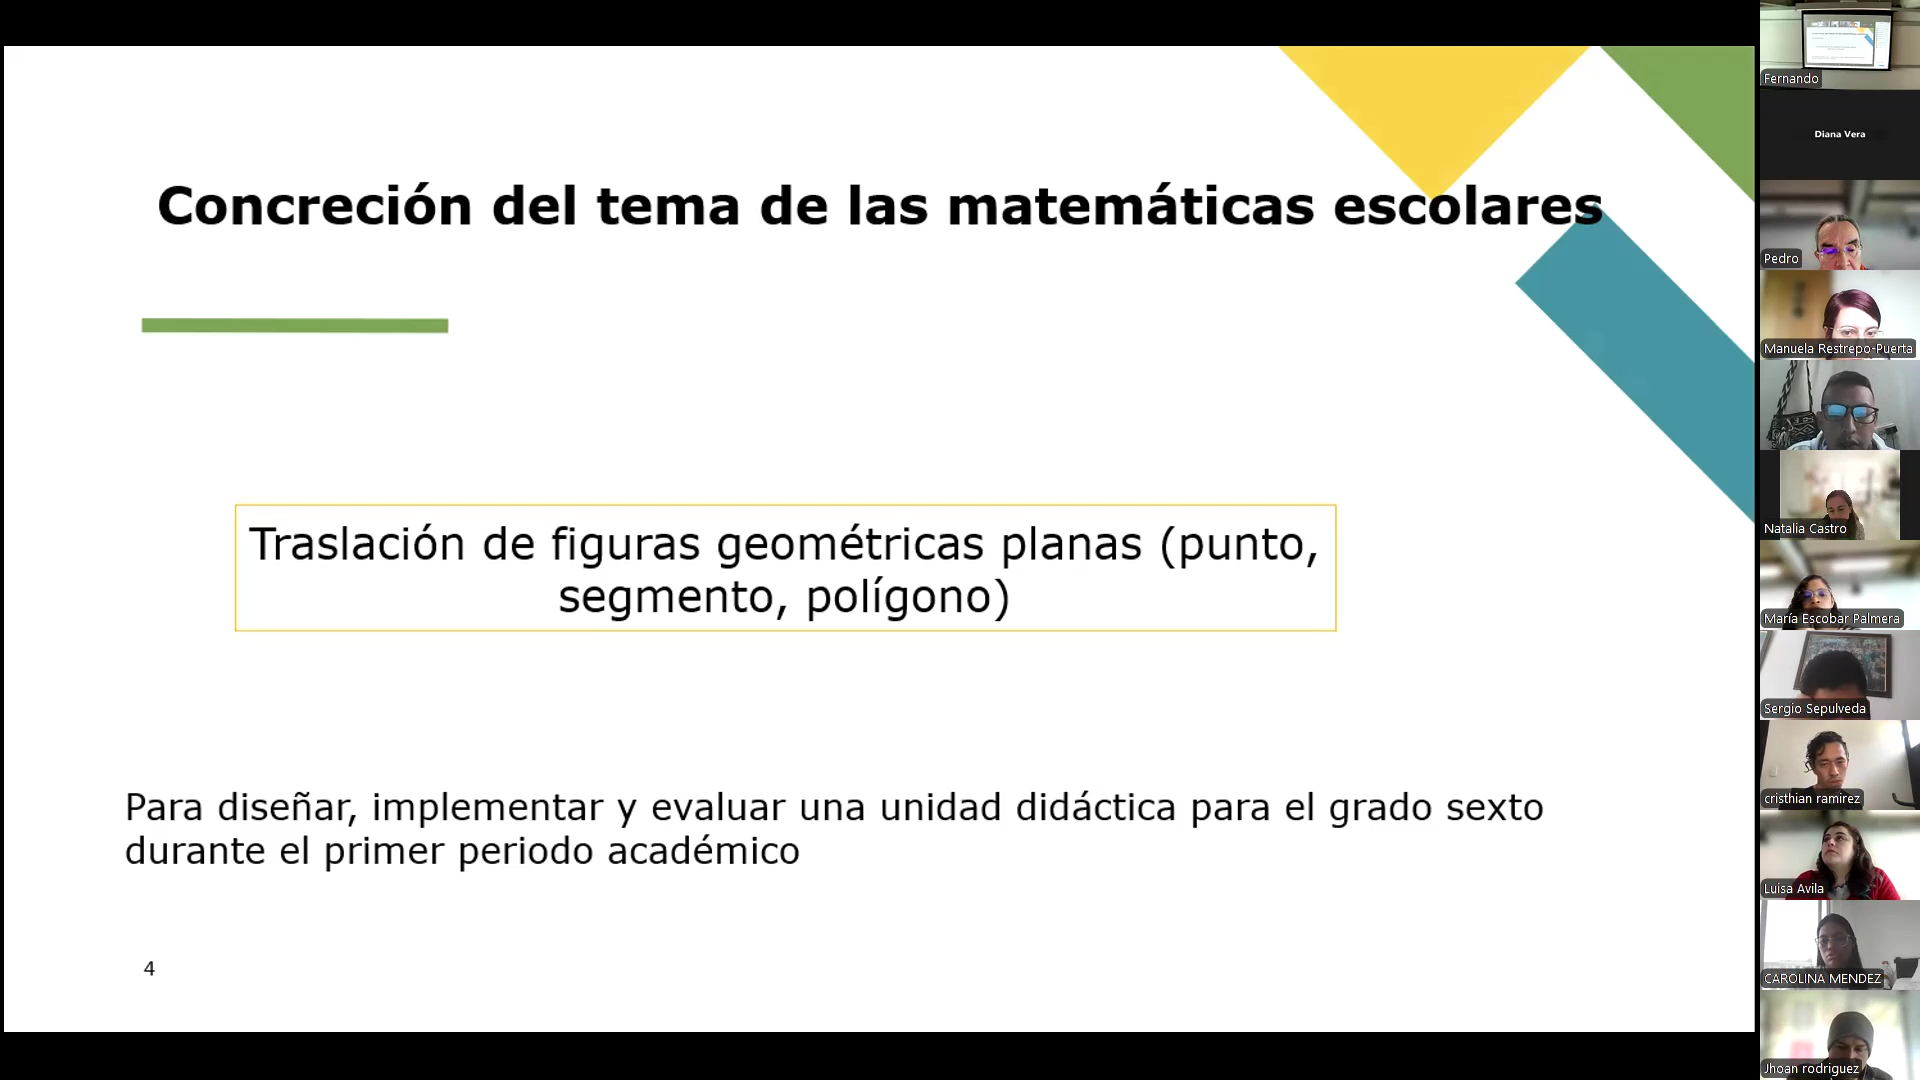 Concreción del tema de las matemáticas escolares
Traslación de figuras geométricas planas (punto,
segmento, polígono)
Para diseñar, implementar y evaluar una unidad didáctica para el grado sexto
durante el primer periodo académico
4
Fernando
Diana Vera
Pedro
Manuela Restrepo-Puerta
Natalia Castro
María Escobar Palmera
Sergio Sepulveda
cristhian ramirez
Luisa Avila
CAROLINA MENDEZ
Jhoan rodriguez